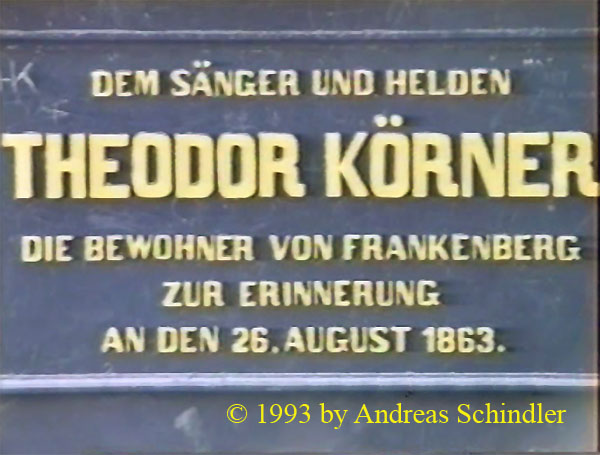 DEM SÄNGER UND HELDEN
THEODOR KÖRNER
DIE BEWOHNER VON FRANKENBERG
ZUR ERINNERUNG
AN DEN 26. AUGUST 1863.
© 1993 by Andreas Schindler